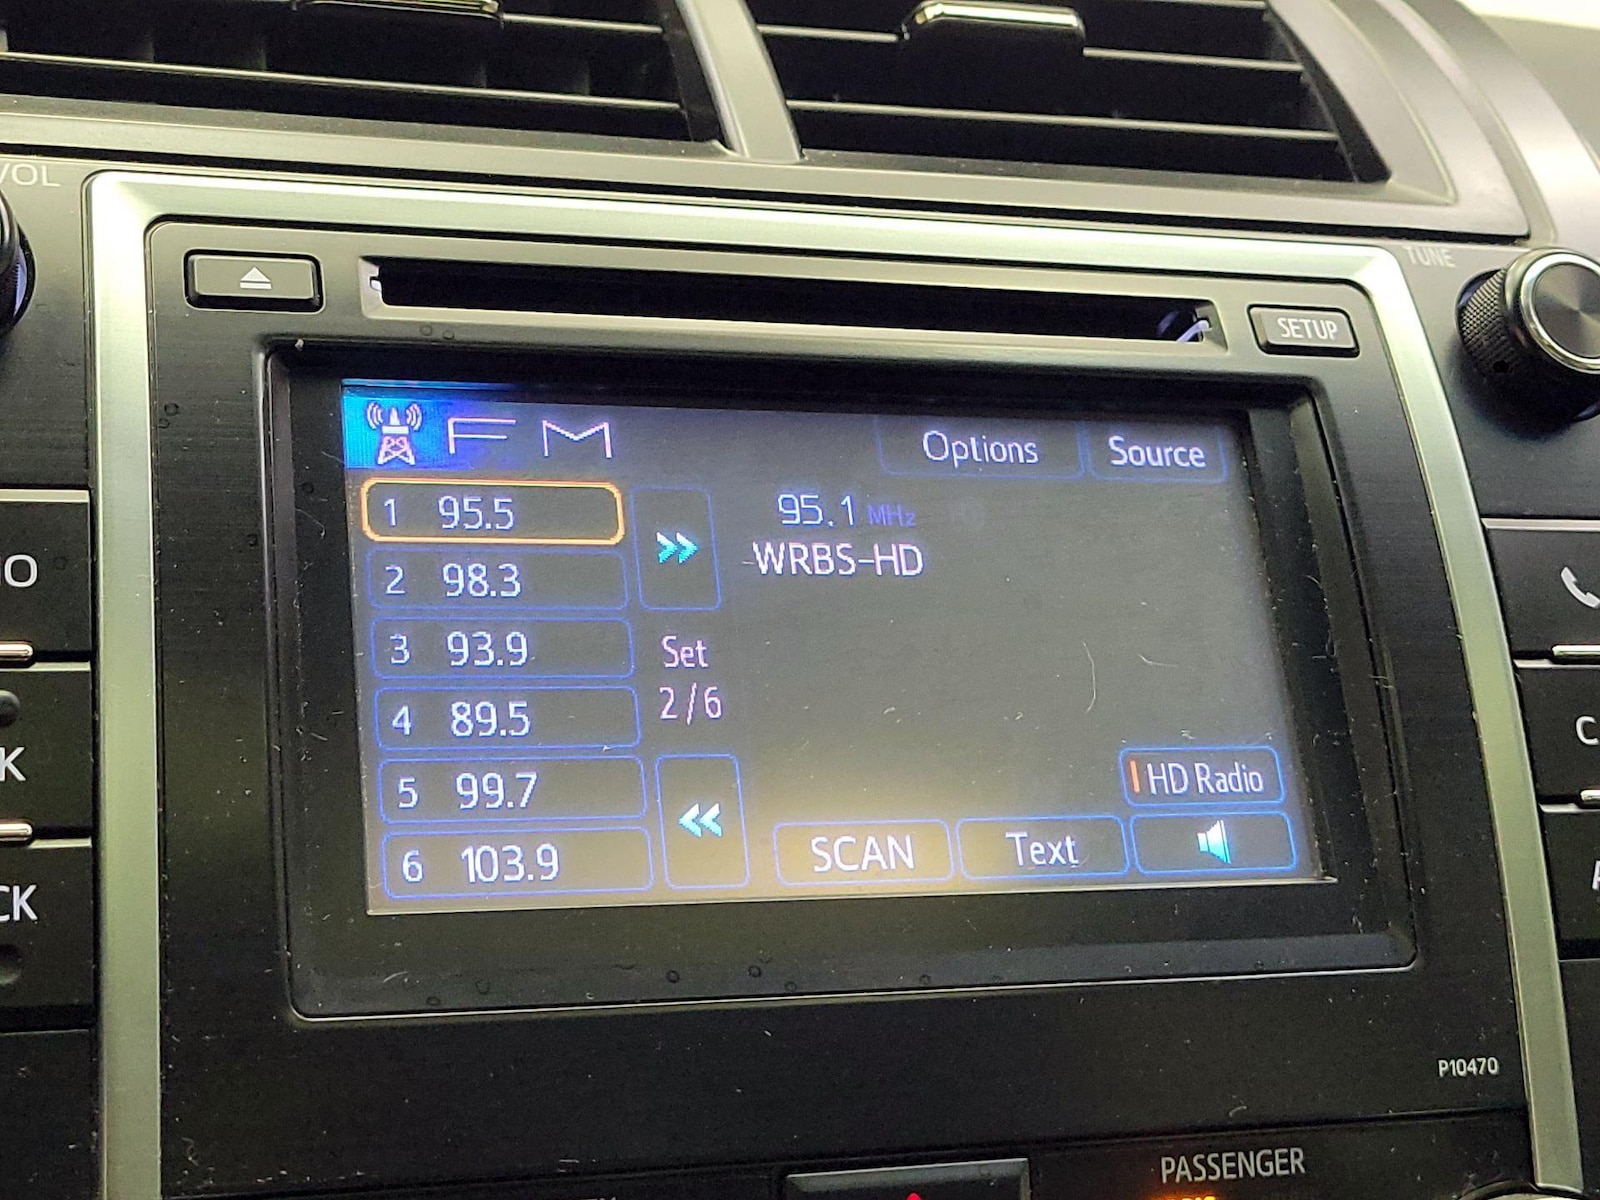 VOL
TUNE
SETUP
FM
Options
Source
1 95.5
2 98.3
3 93.9
4 89.5
5 99.7
6 103.9
Set
2/6
95.1 MHz
-WRBS-HD
HD Radio
SCAN
Text
P10470
PASSENGER